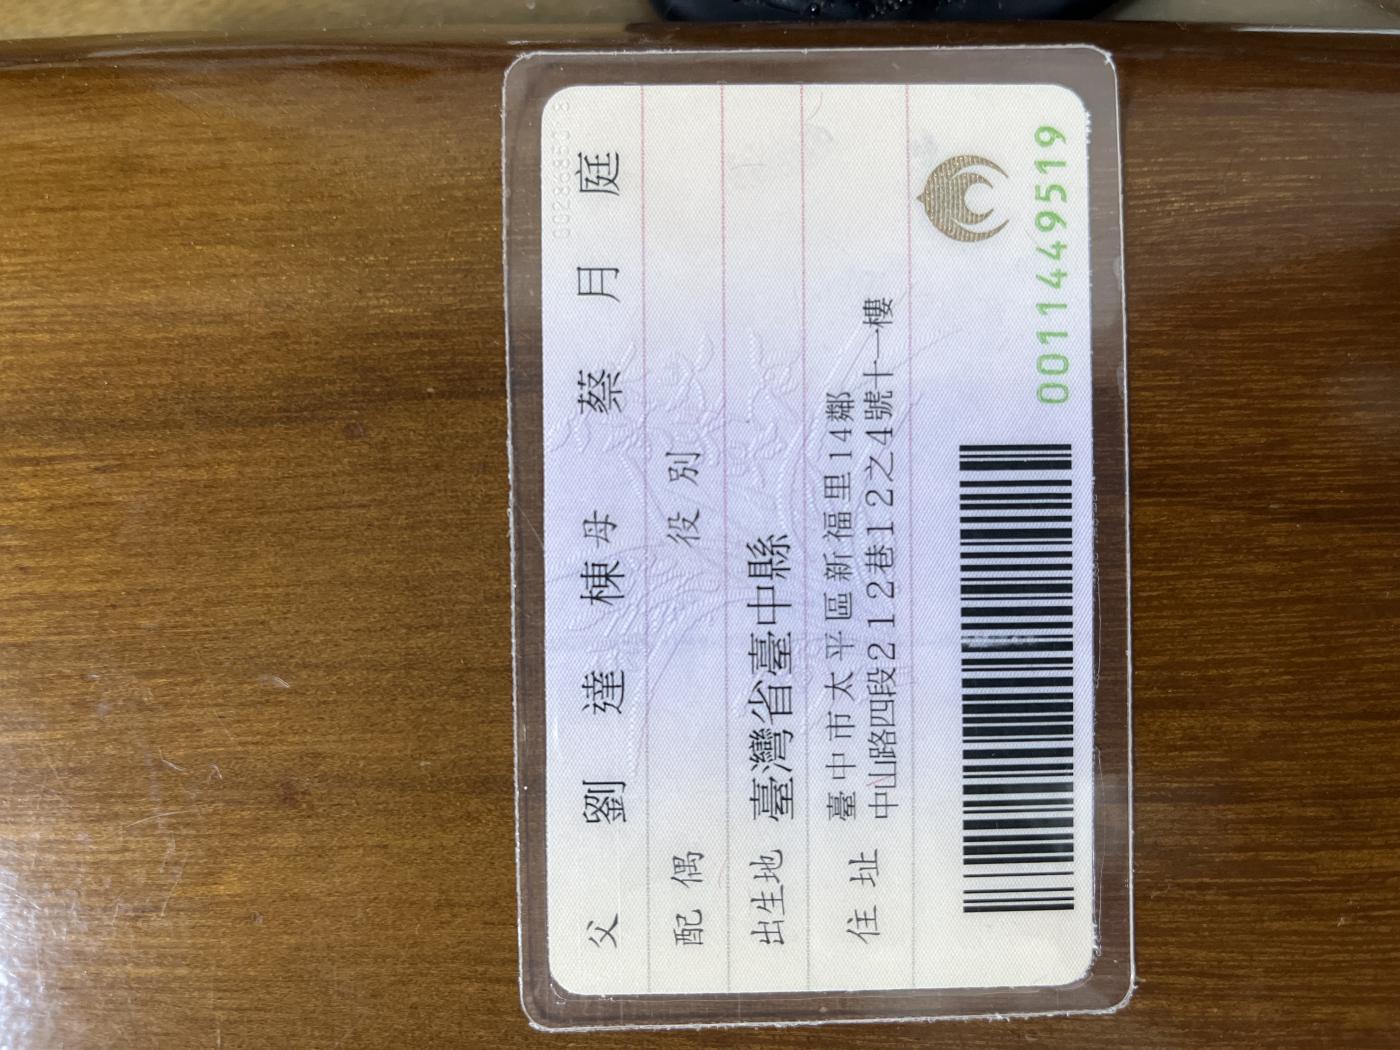 父 劉達棟 母 蔡月庭
配偶 役別
出生地 臺灣省臺中縣
住址 臺中市太平區新福里14鄰
中山路四段212巷12之4號十一樓
0011449519